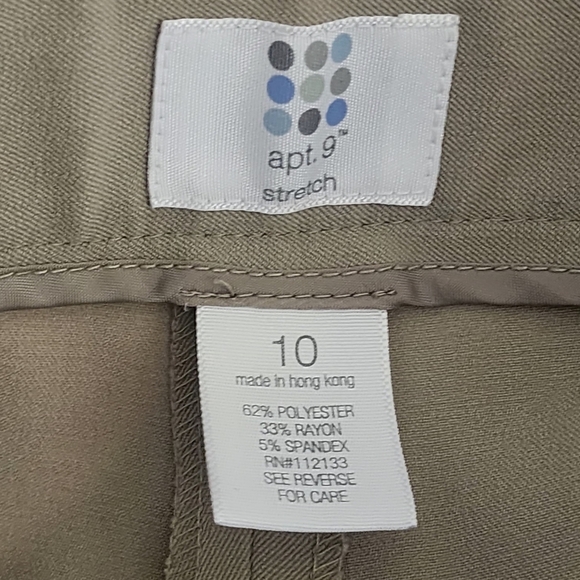 apt.9™
stretch
10
made in hong kong
62% POLYESTER
33% RAYON
5% SPANDEX
RN#112133
SEE REVERSE
FOR CARE